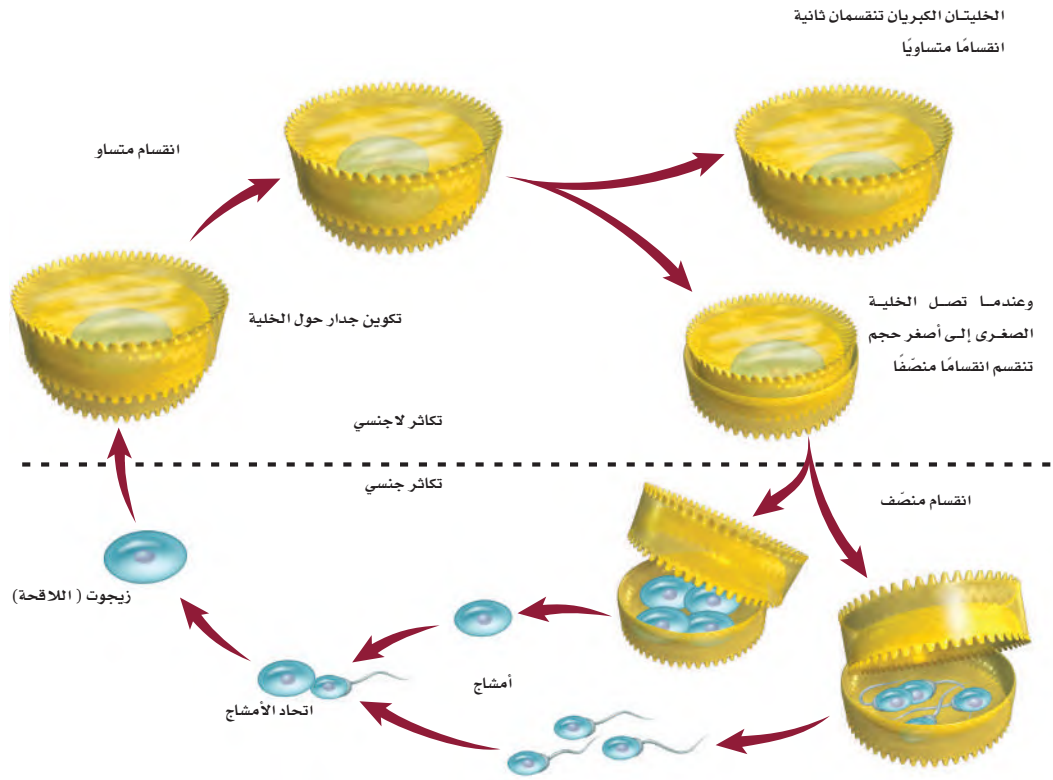 الخليتان الكبريان تنقسمان ثانية
انقسامًا متساويًا
انقسام متساو
تكوين جدار حول الخلية
وعندما تصل الخلية
الصغرى إلى أصغر حجم
تنقسم انقسامًا منصّفًا
تكاثر لاجنسي
تكاثر جنسي
انقسام منصّف
زيجوت (اللاقحة)
أمشاج
اتحاد الأمشاج